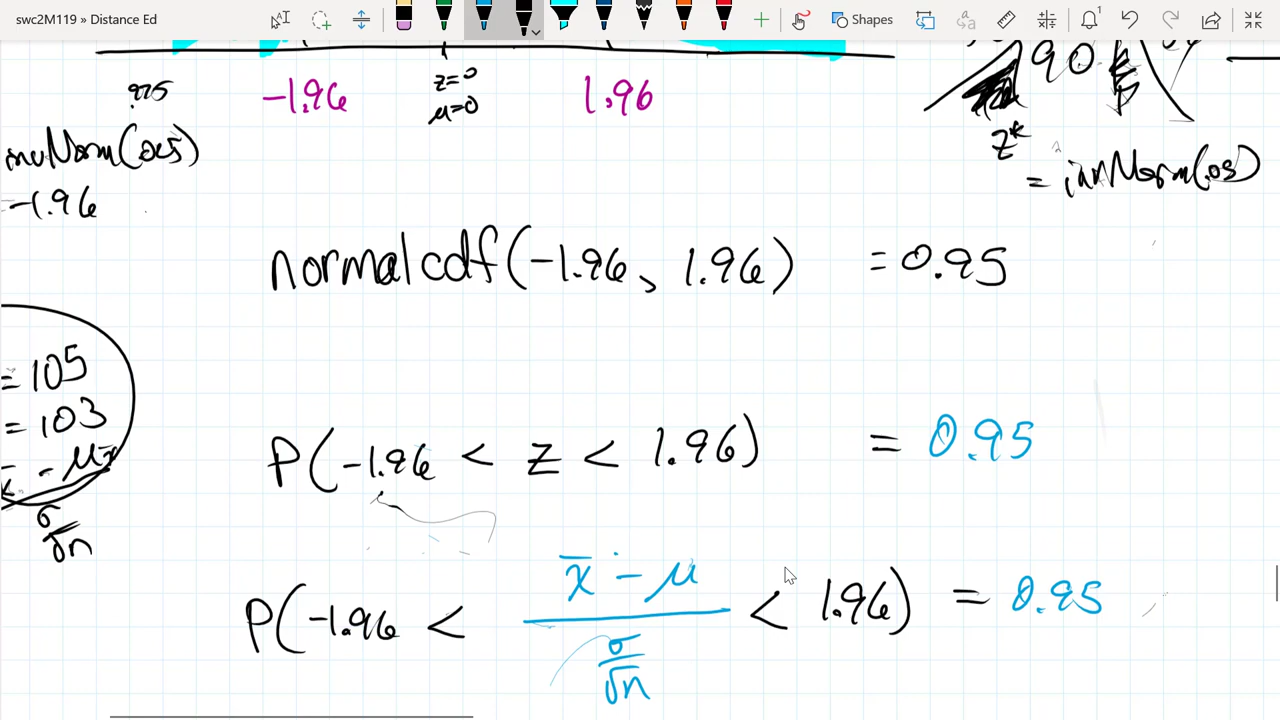 swc2M119 » Distance Ed
Shapes
90
.975
-1.96
z=0
μ=0
1.96
invNorm(.025)
=-1.96
z*
= invNorm(.05)
normalcdf(-1.96, 1.96) = 0.95
= 105
= 103
- μx̄
σ
√n
P(-1.96 < z < 1.96) = 0.95
P(-1.96 < x̄ - μ / σ/√n < 1.96) = 0.95